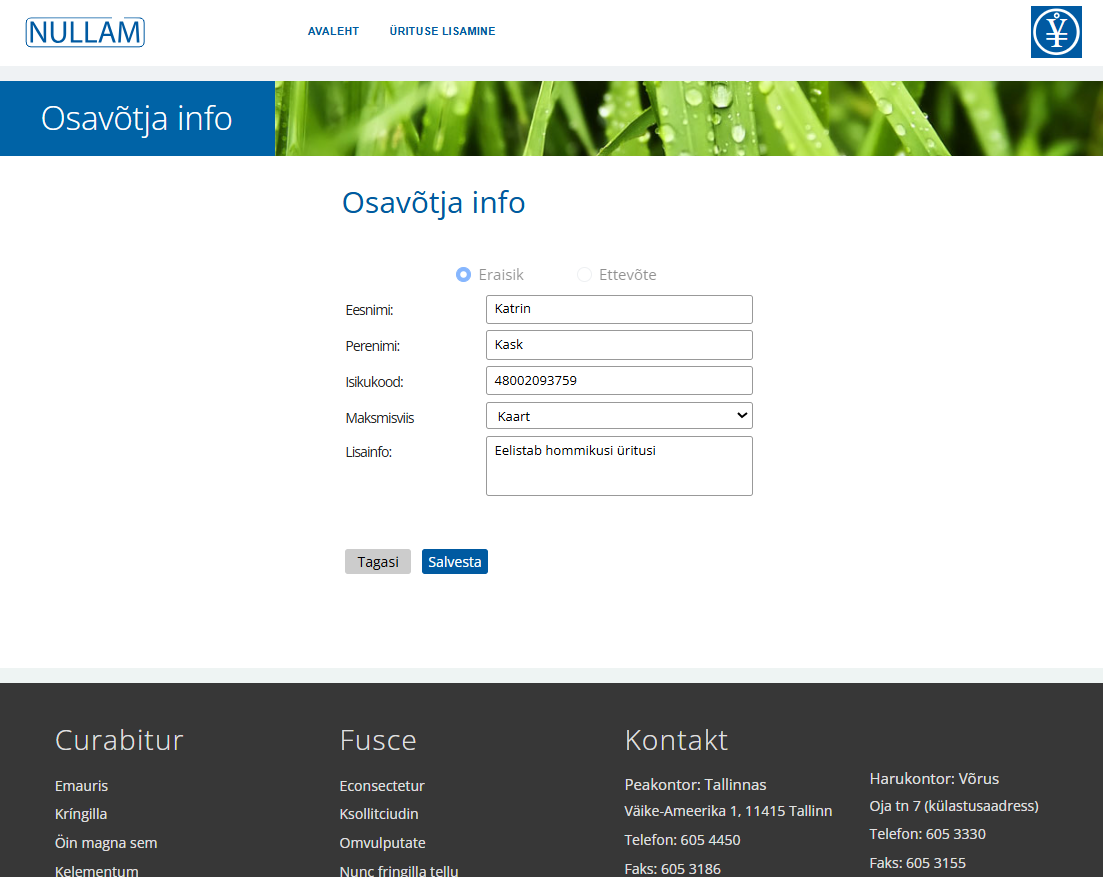 NULLAM
AVALEHT
ÜRITUSE LISAMINE
Osavõtja info
Osavõtja info
Eraisik
Ettevõte
Eesnimi:
Katrin
Perenimi:
Kask
Isikukood:
48002093759
Maksmisviis
Kaart
Lisainfo:
Eelistab hommikusi üritusi
Tagasi
Salvesta
Curabitur
Emauris
Kríngilla
Öin magna sem
Kelementum
Fusce
Econsectetur
Ksollitciudin
Omvulputate
Nunc fringilla tellu
Kontakt
Peakontor: Tallinnas
Väike-Ameerika 1, 11415 Tallinn
Telefon: 605 4450
Faks: 605 3186
Harukontor: Võrus
Oja tn 7 (külastusaadress)
Telefon: 605 3330
Faks: 605 3155